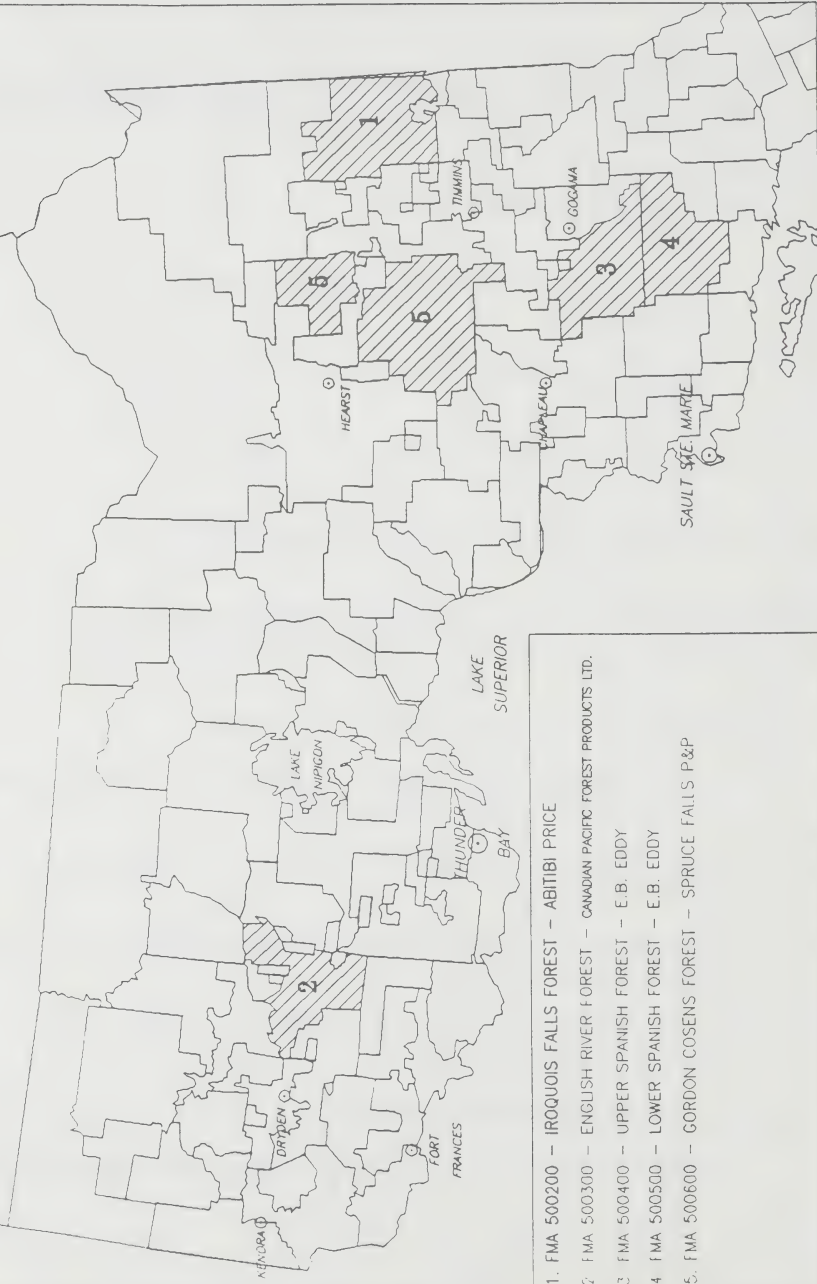 1
5
5
TIMMINS
GOGAMA
3
4
HEARST
CHAPLEAU
SAULT STE. MARIE
LAKE
SUPERIOR
LAKE
NIPIGON
THUNDER
BAY
2
DRYDEN
FORT
FRANCES
KENORA
1. FMA 500200 – IROQUOIS FALLS FOREST – ABITIBI PRICE
2 FMA 500300 – ENGLISH RIVER FOREST – CANADIAN PACIFIC FOREST PRODUCTS LTD.
3 FMA 500400 – UPPER SPANISH FOREST – E.B. EDDY
4 FMA 500500 – LOWER SPANISH FOREST – E.B. EDDY
5. FMA 500600 – GORDON COSENS FOREST – SPRUCE FALLS P&P